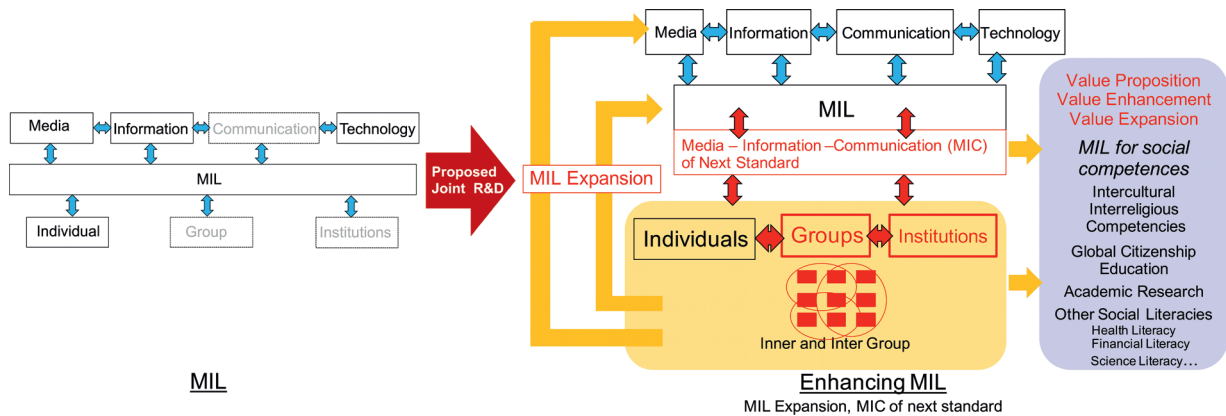 Media
Information
Communication
Technology
MIL
Individual
Group
Institutions
MIL
Proposed
Joint R&D
MIL Expansion
Media
Information
Communication
Technology
MIL
Media – Information –Communication (MIC)
of Next Standard
Individuals
Groups
Institutions
Inner and Inter Group
Enhancing MIL
MIL Expansion, MIC of next standard
Value Proposition
Value Enhancement
Value Expansion
MIL for social
competences
Intercultural
Interreligious
Competencies
Global Citizenship
Education
Academic Research
Other Social Literacies
Health Literacy
Financial Literacy
Science Literacy…